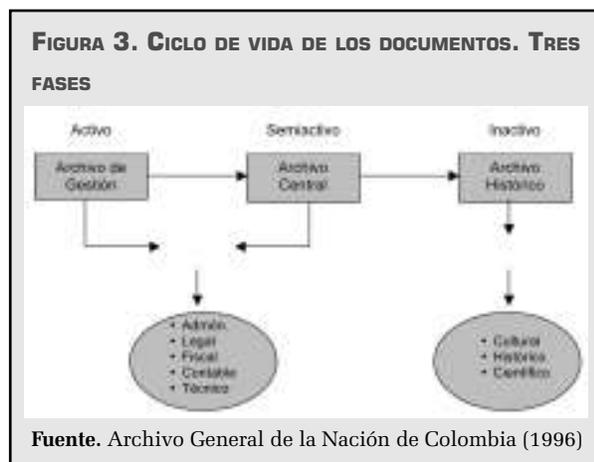 FIGURA 3. CICLO DE VIDA DE LOS DOCUMENTOS. TRES
FASES
Activo
Semiactivo
Inactivo
Archivo de
Gestión
Archivo
Central
Archivo
Histórico
• Admón
• Legal
• Fiscal
• Contable
• Técnico
• Cultural
• Histórico
• Científico
Fuente. Archivo General de la Nación de Colombia (1996)